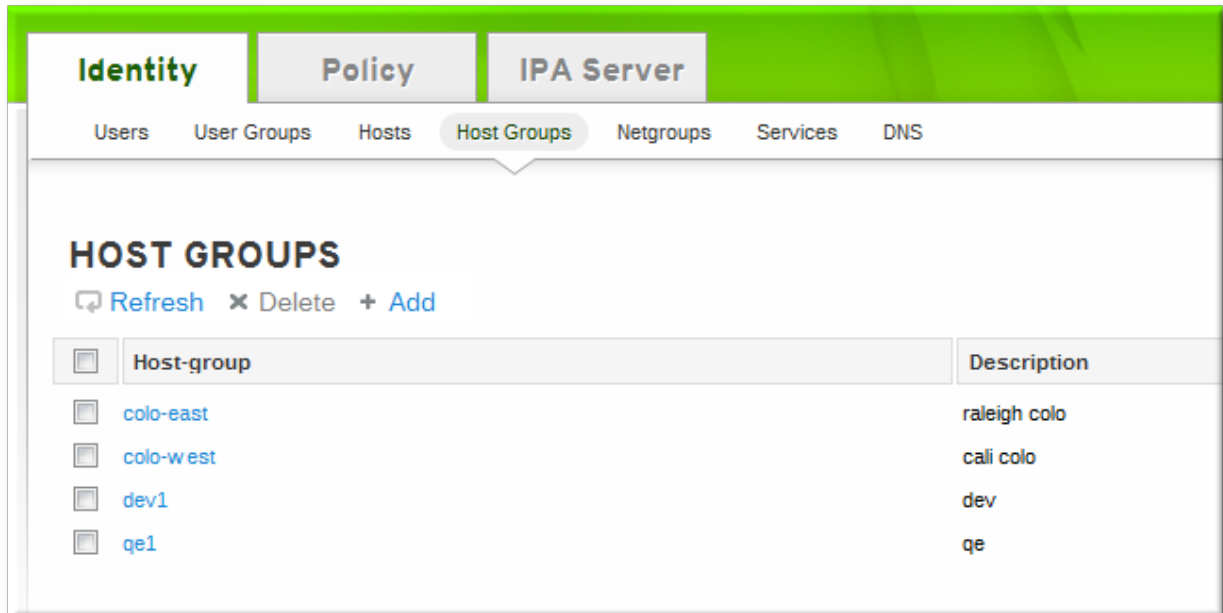 Identity Policy IPA Server
Users User Groups Hosts Host Groups Netgroups Services DNS
HOST GROUPS
Refresh Delete + Add
Host-group Description
colo-east raleigh colo
colo-west cali colo
dev1 dev
qe1 qe